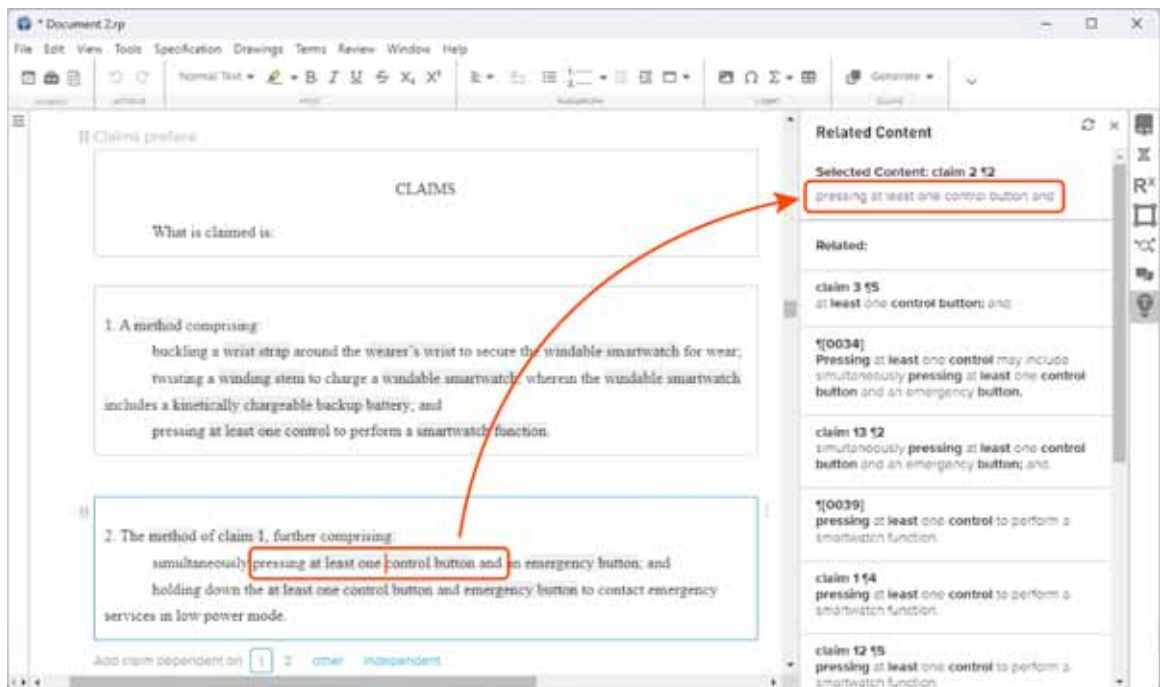 * Document 2.rp
File Edit View Tools Specification Drawings Terms Review Window Help
Normal Text B I U S X₁ X¹ Ω Σ Generate
Claims preface
CLAIMS
What is claimed is:
1. A method comprising:
buckling a wrist strap around the wearer's wrist to secure the windable smartwatch for wear;
twisting a winding stem to charge a windable smartwatch, wherein the windable smartwatch
includes a kinetically chargeable backup battery; and
pressing at least one control to perform a smartwatch function.
2. The method of claim 1, further comprising:
simultaneously pressing at least one control button and an emergency button; and
holding down the at least one control button and emergency button to contact emergency
services in low power mode.
Add claim dependent on 1 2 other independent
Related Content
Selected Content: claim 2 ¶2
pressing at least one control button and
Related:
claim 3 ¶5
at least one control button; and
¶[0034]
Pressing at least one control may include
simultaneously pressing at least one control
button and an emergency button.
claim 13 ¶2
simultaneously pressing at least one control
button and an emergency button; and
¶[0039]
pressing at least one control to perform a
smartwatch function.
claim 1 ¶4
pressing at least one control to perform a
smartwatch function.
claim 12 ¶5
pressing at least one control to perform a
smartwatch function.
Rx